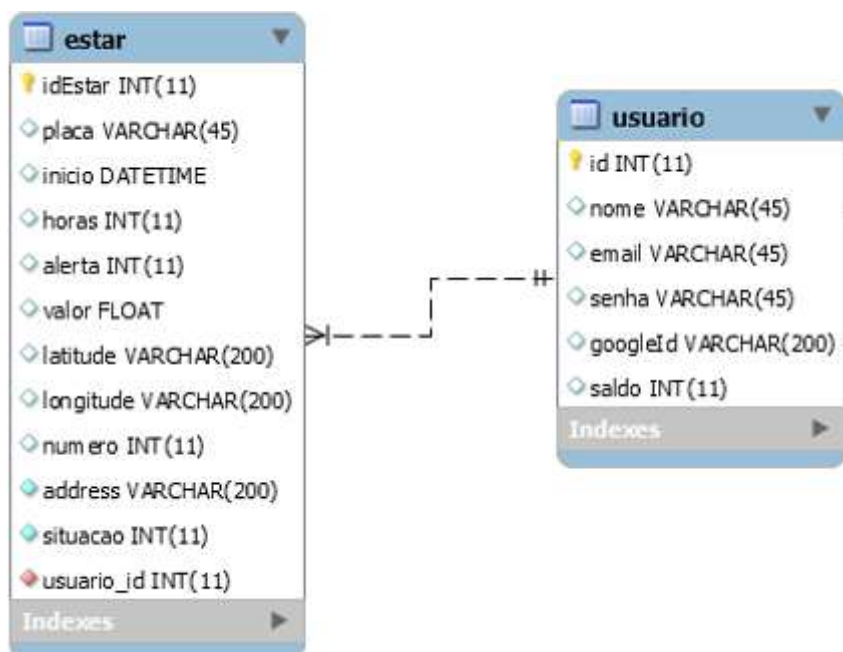 estar
idEstar INT(11)
placa VARCHAR(45)
inicio DATETIME
horas INT(11)
alerta INT(11)
valor FLOAT
latitude VARCHAR(200)
longitude VARCHAR(200)
numero INT(11)
address VARCHAR(200)
situacao INT(11)
usuario_id INT(11)
Indexes
usuario
id INT(11)
nome VARCHAR(45)
email VARCHAR(45)
senha VARCHAR(45)
googleId VARCHAR(200)
saldo INT(11)
Indexes